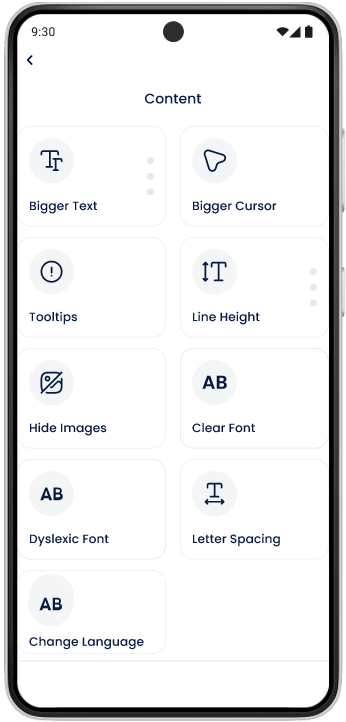 9:30
Content
Bigger Text
Bigger Cursor
Tooltips
Line Height
Hide Images
AB
Clear Font
AB
Dyslexic Font
T
Letter Spacing
AB
Change Language